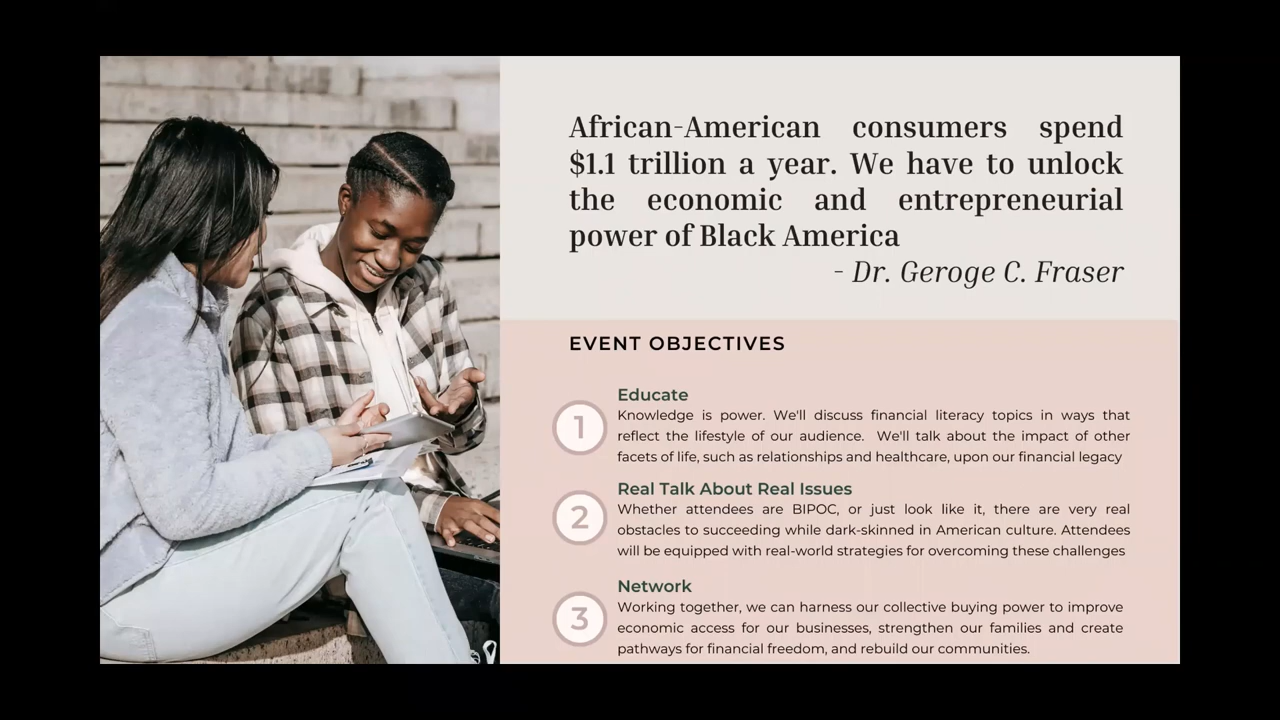 African-American consumers spend
$1.1 trillion a year. We have to unlock
the economic and entrepreneurial
power of Black America
- Dr. Geroge C. Fraser
EVENT OBJECTIVES
1
Educate
Knowledge is power. We'll discuss financial literacy topics in ways that
reflect the lifestyle of our audience. We'll talk about the impact of other
facets of life, such as relationships and healthcare, upon our financial legacy
2
Real Talk About Real Issues
Whether attendees are BIPOC, or just look like it, there are very real
obstacles to succeeding while dark-skinned in American culture. Attendees
will be equipped with real-world strategies for overcoming these challenges
3
Network
Working together, we can harness our collective buying power to improve
economic access for our businesses, strengthen our families and create
pathways for financial freedom, and rebuild our communities.